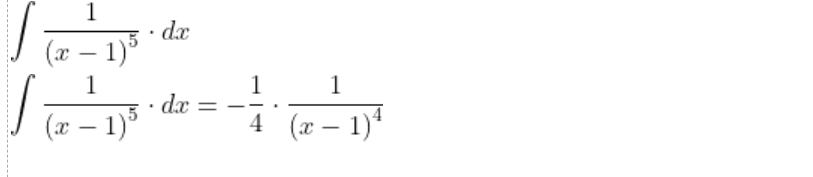 ∫ 1/(x − 1)^5 · dx
∫ 1/(x − 1)^5 · dx = −1/4 · 1/(x − 1)^4